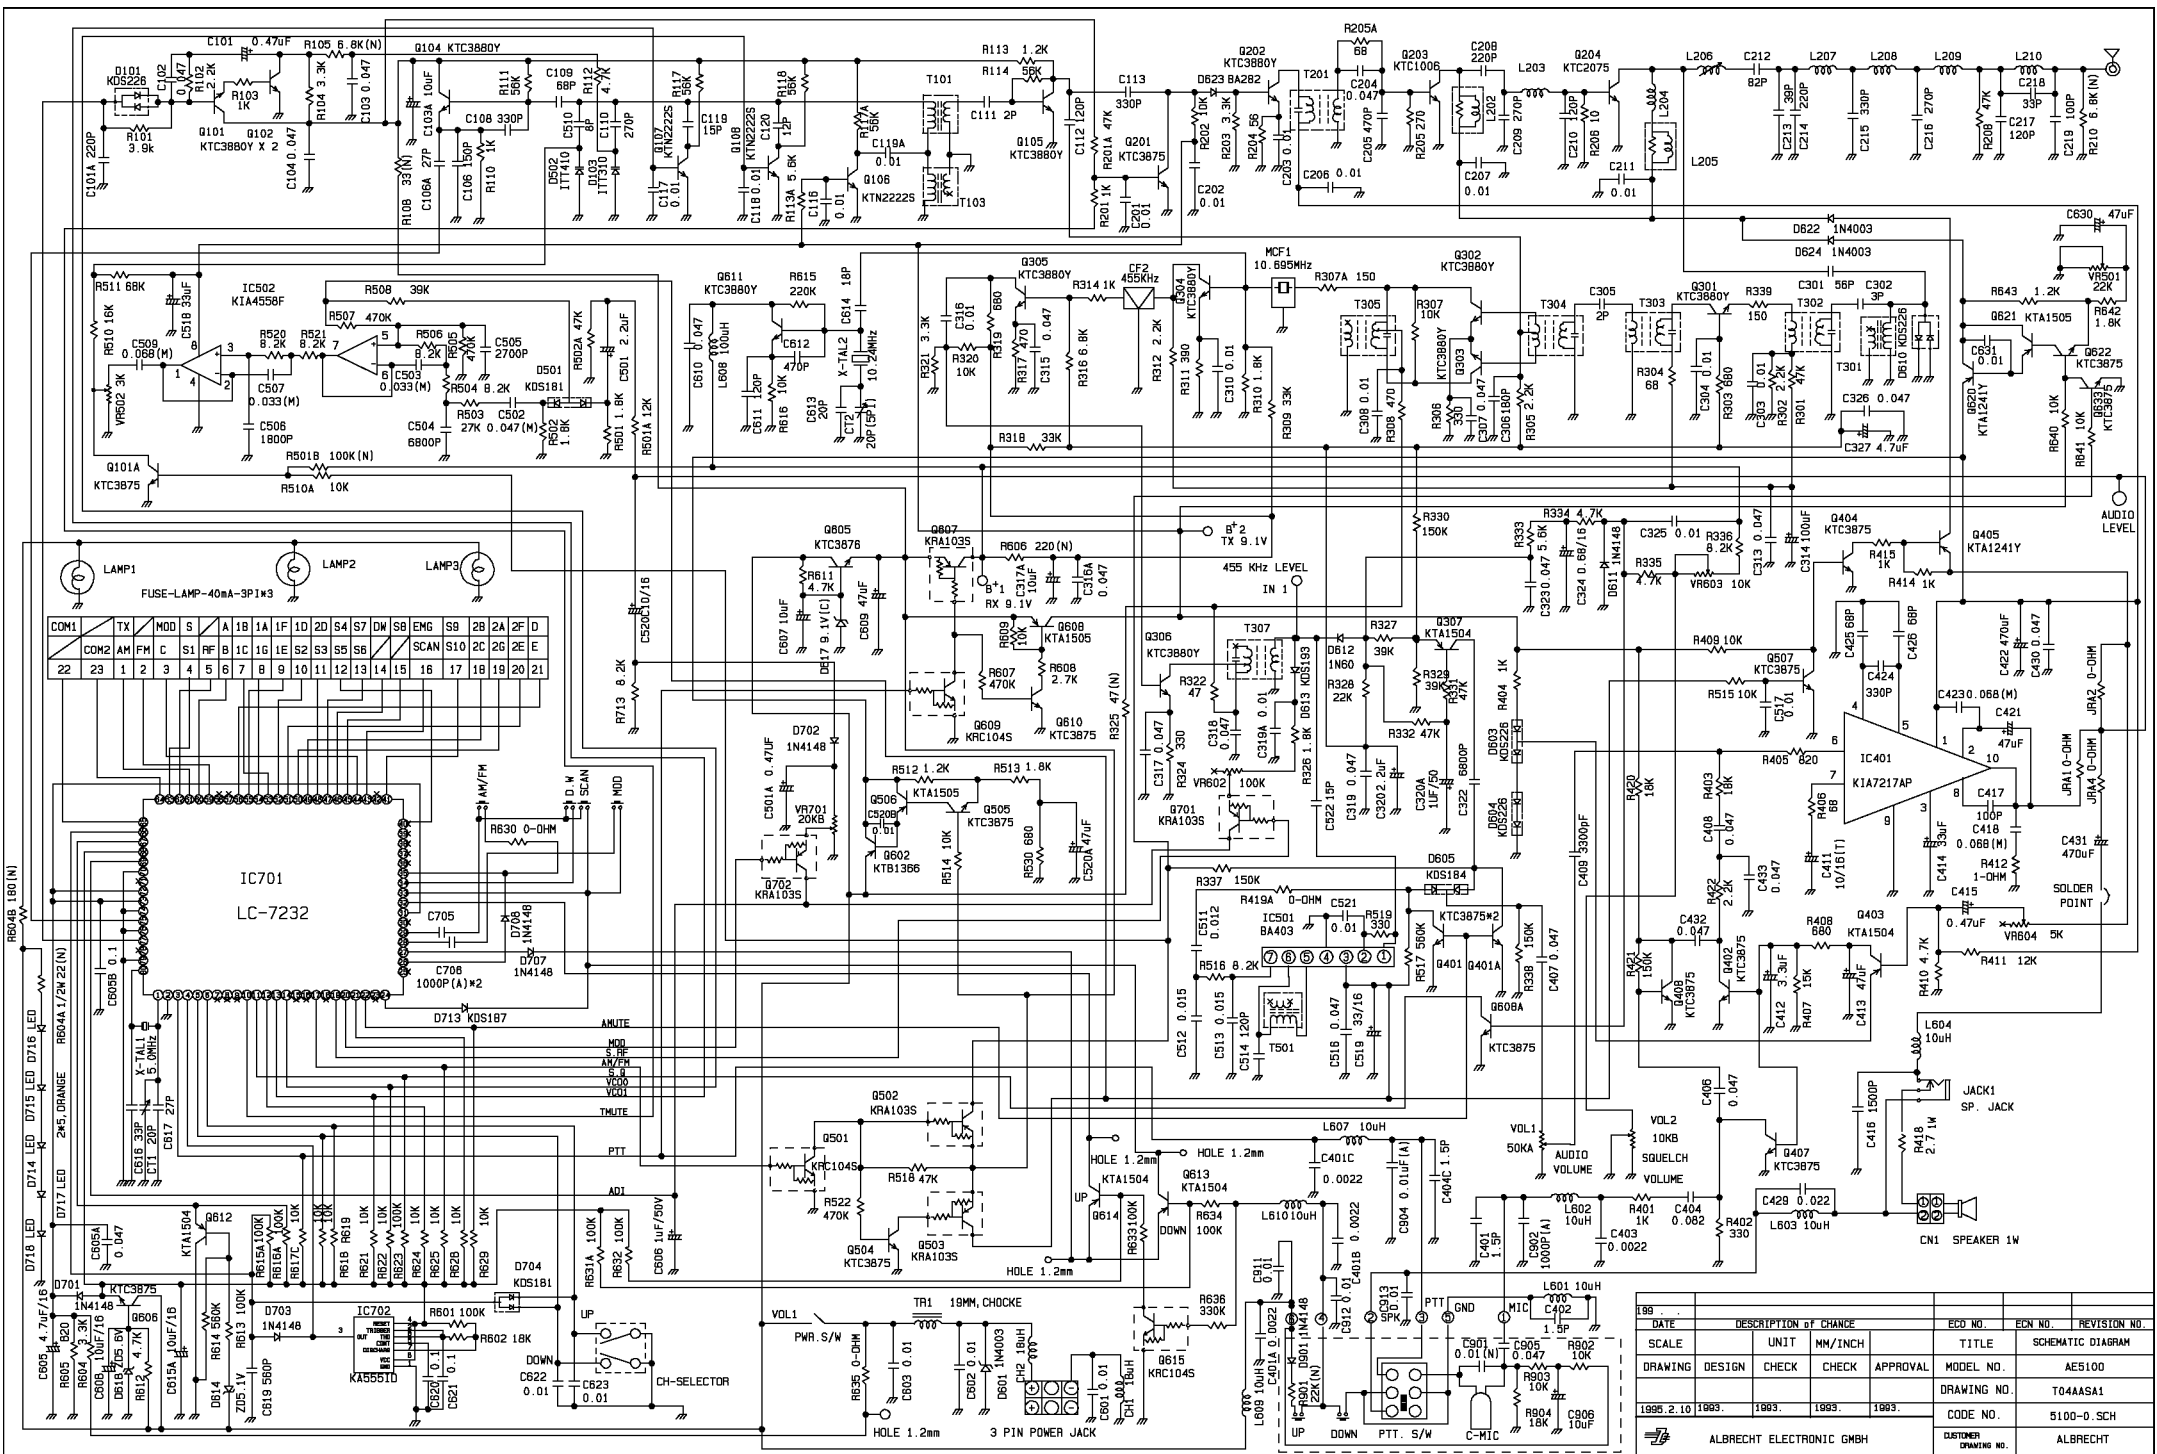 C101 0.47uF
R105 6.8K(N)
Q104 KTC3880Y
D101
KDS226
C102
0.047
R102
2.2K
R103
1K
R104 3.3K
C103 0.047
C103A 10uF
R111
56K
C109
68P
R112
4.7K
R117
56K
R118
56K
R113 1.2K
R114
56K
T101
C113
330P
D623 BA282
Q202
KTC3880Y
T201
R205A
68
C204
0.047
Q203
KTC1006
C208
220P
L203
Q204
KTC2075
L206
C212
82P
L207
L208
L209
L210
C218
33P
R101
3.9k
Q101
Q102
KTC3880Y X 2
C101A 220P
C104 0.047
R108 33(N)
C106A 27P
C108 330P
C106 150P
R110 1K
C510
8P
C110
270P
D502
ITT410
D103
ITT310
Q107
KTN2222S
C119
15P
Q108
KTN2222S
C120
12P
R117A
56K
C119A
0.01
C111 2P
Q105
KTC3880Y
C112 120P
R201A 47K
Q201
KTC3875
R202 10K
R203 3.3K
R204 56
C203 0.01
C205 470P
R205 270
L202
C209 270P
C210 120P
R206 10
L204
L205
C211
0.01
C213 39P
C214 220P
C215 330P
C216 270P
R208 47K
C217
120P
C219 100P
R210 6.8K(N)
C117
0.01
C118 0.01
R113A 5.6K
C116
0.01
Q106
KTN2222S
T103
R201 1K
C201
0.01
C202
0.01
C206 0.01
C207
0.01
D622 1N4003
D624 1N4003
C630 47uF
VR501
22K
R511 68K
C518 33uF
IC502
KIA4558F
R508 39K
R507 470K
R510 16K
C509
0.068(M)
R520
8.2K
R521
8.2K
R506
8.2K
R505
470K
C505
2700P
C503
0.033(M)
C507
0.033(M)
R504 8.2K
D501
KDS181
R502A 47K
C501 2.2uF
VR502 3K
C506
1800P
R503
27K
C502
0.047(M)
C504
6800P
R502
1.8K
R501 1.8K
R501A 12K
Q611
KTC3880Y
R615
220K
C614 18P
C610 0.047
L608 100uH
C612
470P
X-TAL2
10.24MHz
C611 120P
R616 10K
C613
20P
CT2
20P(5P1)
Q305
KTC3880Y
C316
0.01
R319
680
R321 3.3K
R320
10K
R317 470
C315 0.047
R314 1K
CF2
455KHz
R316 6.8K
R312 2.2K
Q304
KTC3880Y
R311 390
C310 0.01
R310 1.8K
R309 33K
MCF1
10.695MHz
R307A 150
T305
R307
10K
Q302
KTC3880Y
Q303
KTC3880Y
T304
C305
2P
T303
Q301
KTC3880Y
R339
150
C301
56P
T302
C302
3P
T301
D610 KDS226
R643 1.2K
R642
1.8K
Q621
KTA1505
C631
0.01
Q622
KTC3875
Q620
KTA1241Y
Q633
KTC3875
C308 0.01
R308 470
R306
330
C307 0.047
C306 180P
R305 2.2K
R304
68
C304 0.01
R303 680
C303 0.01
R302 2.2K
R301
47K
C326 0.047
C327 4.7uF
R640 10K
R641 10K
R318 33K
Q101A
KTC3875
R501B 100K(N)
R510A 10K
LAMP1
LAMP2
LAMP3
FUSE-LAMP-40mA-3PI*3
C520C10/16
Q605
KTC3876
Q607
KRA103S
R606 220(N)
C317A
10uF
C316A
0.047
B+1
RX 9.1V
B+2
TX 9.1V
455 KHz LEVEL
IN 1
R330
150K
R333
5.6K
R334 4.7K
C323 0.047
C324 0.68/16
D611 1N4148
C325 0.01
R335
4.7K
VR603 10K
R336
8.2K
C313 0.047
C314 100uF
Q404
KTC3875
R415
1K
R414 1K
Q405
KTA1241Y
AUDIO
LEVEL
R611
4.7K
C607 10uF
D617 9.1V(C)
C609 47uF
R609
10K
Q608
KTA1505
R607
470K
R608
2.7K
Q609
KRC104S
Q610
KTC3875
COM1 TX MOD S A 1B 1A 1F 1D 2D S4 S7 DW S8 EMG S9 2B 2A 2F D
COM2 AM FM C S1 RF B 1C 1G 1E S2 S3 S5 S6 SCAN S10 2C 2G 2E E
22 23 1 2 3 4 5 6 7 8 9 10 11 12 13 14 15 16 17 18 19 20 21
R713 8.2K
D702
1N4148
C501A 0.47UF
VR701
20KB
R512 1.2K
R513 1.8K
Q506
KTA1505
C520B
0.01
Q505
KTC3875
Q602
KTB1366
R514 10K
R530 680
C520A 47uF
Q702
KRA103S
R325 47(N)
Q306
KTC3880Y
T307
R322
47
C318
0.047
C319A 0.01
D613 KDS193
D612
1N60
R327
39K
Q307
KTA1504
R328
22K
R329
39K
R331
47K
R332 47K
C317 0.047
R324 330
VR602 100K
R326 1.8K
C522 15P
C319 0.047
C320 2.2uF
C320A
1UF/50
C322 6800P
Q701
KRA103S
R404 1K
D603
KDS226
D604
KDS226
R409 10K
R515 10K
Q507
KTC3875
C517
0.01
C425 68P
C426 68P
C424
330P
C422 470uF
C430 0.047
JRA2 0-OHM
C423 0.068(M)
C421
47uF
IC401
KIA7217AP
R405 820
R406
68
R420
18K
R403
18K
C408
0.047
C409 3300pF
C411
10/16(T)
C414 33uF
C417
100P
C418
0.068(M)
R412
1-OHM
JRA1 0-OHM
JRA4 0-OHM
C431
470uF
SOLDER
POINT
AM/FM
D.W
SCAN
MOD
R630 0-OHM
IC701
LC-7232
C705
C706
1000P(A)*2
D708
1N4148
D707
1N4148
D713 KDS187
R604B 180(N)
C605B 0.1
R604A/2W22(N)
D716 LED
D715 LED
D714 LED
D717 LED
D718 LED
2*5,ORANGE
X-TAL1
5.0MHz
C616 33P
CT1 20P
C617 27P
R337 150K
D605
KDS184
R419A 0-OHM
IC501
BA403
C521
0.01
R519
330
C511
0.012
R516 8.2K
KTC3875*2
Q401
Q401A
R517 560K
R338 150K
C407 0.047
C512 0.015
C513 0.015
C514 120P
T501
C516 0.047
C519 33/16
Q608A
KTC3875
R422
2.2K
C433
0.047
C432
0.047
R421
150K
Q408
KTC3875
Q402
KTC3875
C412 3.3uF
R407 15K
R408
680
Q403
KTA1504
C413 47uF
C415
0.47uF
VR604 5K
R410 4.7K
R411 12K
L604
10uH
JACK1
SP. JACK
C416 1500P
R418
2.7 1W
AMUTE
MOD
S.RF
AM/FM
S.Q
VCO0
VCO1
TMUTE
PTT
ADI
Q501
KRC104S
Q502
KRA103S
R518 47K
R522
470K
Q504
KTC3875
Q503
KRA103S
C606 1uF/50V
HOLE 1.2mm
HOLE 1.2mm
HOLE 1.2mm
UP
Q614
DOWN
Q613
KTA1504
R633100K
R634
100K
L607 10uH
C401C
0.0022
C904 0.01uF(A)
C404C 1.5P
L61010uH
C401B 0.0022
VOL1
50KA
AUDIO
VOLUME
VOL2
10KB
SQUELCH
VOLUME
C406
0.047
Q407
KTC3875
C401
1.5P
C902
1000P(A)
L602
10uH
C403
0.0022
R401
1K
C404
0.082
R402
330
C429 0.022
L603 10uH
CN1 SPEAKER 1W
Q612
KTA1504
C605A
0.047
R615A 100K
R616A 100K
R617C 10K
R618 10K
R619 10K
R621 10K
R622 10K
R623 100K
R624 10K
R625 10K
R628 10K
R629 10K
R631A 100K
R632 100K
D701
1N4148
KTC3875
Q606
C605 4.7uF/16
R605 820
R604 3.3K
C608 10uF/16
D618 ZD5.6V
R612 4.7K
C615A 10uF/16
R614 560K
R613 100K
D614
ZD5.1V
C619 560P
D703
1N4148
IC702
RESET
TRIGGER
OUT
THD
CONT
DISCHARG
VCC
GND
KA555ID
R601 100K
R602 18K
C620 0.1
C621 0.1
D704
KDS181
UP
DOWN
CH-SELECTOR
C622
0.01
C623
0.01
VOL1
PWR.S/W
TR1 19MM,CHOCKE
R635 0-OHM
C603 0.01
C602 0.01
D601 1N4003
CH2 18uH
C601 0.01
CH1 18uH
3 PIN POWER JACK
HOLE 1.2mm
R636
330K
Q615
KRC104S
C911
0.01
C401A 0.0022
D901 1N4148
R901
22K(N)
L609 10uH
C912 0.01
C913
0.01
SPK
PTT
GND
MIC
L601 10uH
C402
1.5P
C901
0.01(N)
C905
0.047
R902
10K
R903
10K
R904
18K
C906
10uF
UP
DOWN
PTT. S/W
C-MIC
199 . .
DATE DESCRIPTION of CHANCE ECO NO. ECN NO. REVISION NO.
SCALE UNIT MM/INCH TITLE SCHEMATIC DIAGRAM
DRAWING DESIGN CHECK CHECK APPROVAL MODEL NO. AE5100
DRAWING NO. T04AASA1
1995.2.10 1993. 1993. 1993. 1993. CODE NO. 5100-0.SCH
ALBRECHT ELECTRONIC GMBH CUSTOMER DRAWING NO. ALBRECHT